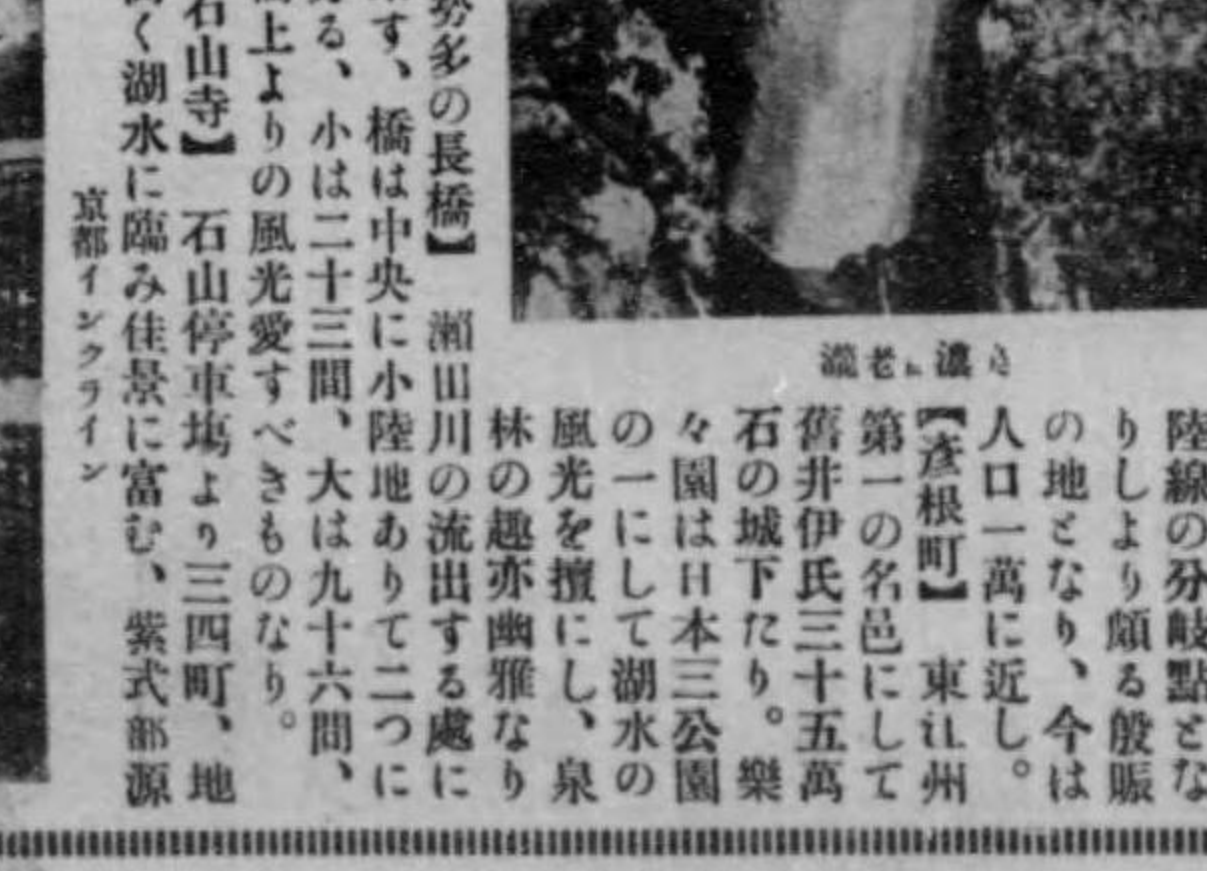 陸線の分岐點とな
りしより頗る般賑
の地となり、今は
人口一萬に近し。
【彦根町】　東江州
第一の名邑にして
舊井伊氏三十五萬
石の城下たり。樂
々園は日本三公園
の一にして湖水の
風光を擅にし、泉
林の趣亦幽雅なり
勢多の長橋】　瀬田川の流出する處に
す、橋は中央に小陸地ありて二つに
る、小は二十三間、大は九十六間、
上よりの風光愛すべきものなり。
石山寺】　石山停車塲より三四町、地
く湖水に臨み佳景に富む、紫式部源
濃 老瀧
京都インクライン